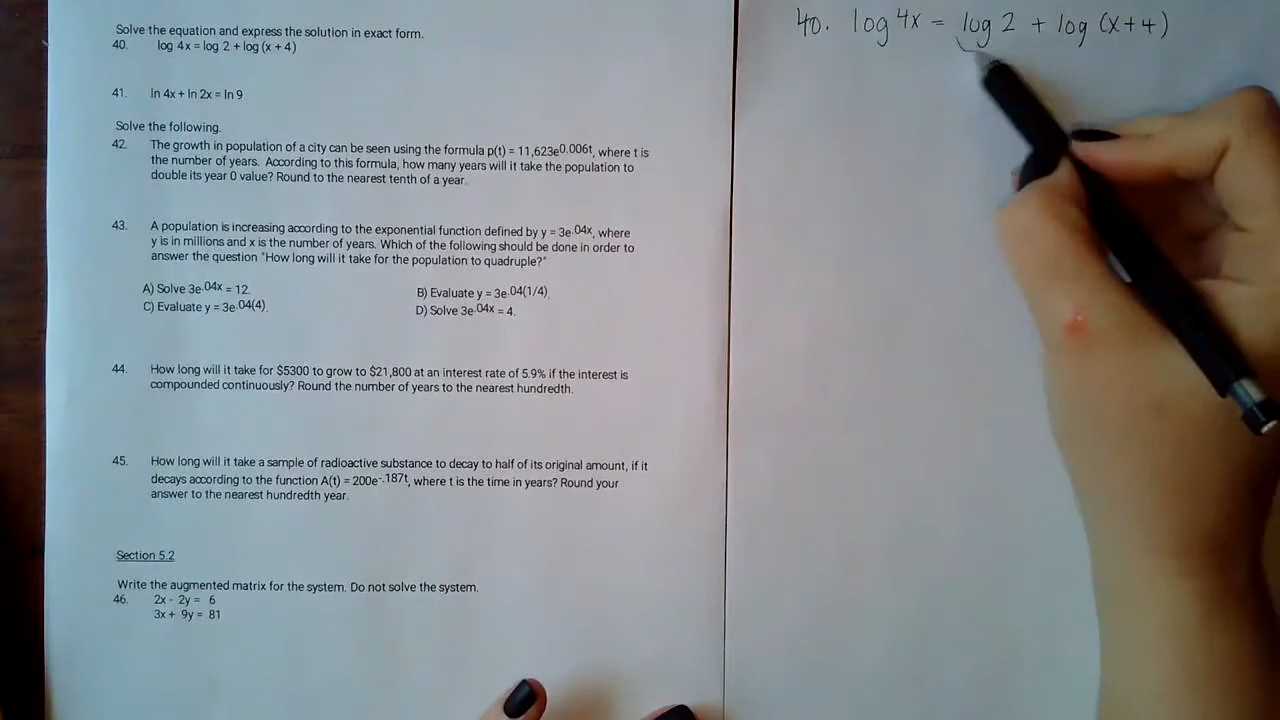 Solve the equation and express the solution in exact form.
40. log 4x = log 2 + log (x + 4)
41. ln 4x + ln 2x = ln 9
Solve the following.
42. The growth in population of a city can be seen using the formula p(t) = 11,623e0.006t, where t is
the number of years. According to this formula, how many years will it take the population to
double its year 0 value? Round to the nearest tenth of a year.
43. A population is increasing according to the exponential function defined by y = 3e.04x, where
y is in millions and x is the number of years. Which of the following should be done in order to
answer the question "How long will it take for the population to quadruple?"
A) Solve 3e.04x = 12. B) Evaluate y = 3e.04(1/4).
C) Evaluate y = 3e.04(4). D) Solve 3e.04x = 4.
44. How long will it take for $5300 to grow to $21,800 at an interest rate of 5.9% if the interest is
compounded continuously? Round the number of years to the nearest hundredth.
45. How long will it take a sample of radioactive substance to decay to half of its original amount, if it
decays according to the function A(t) = 200e-.187t, where t is the time in years? Round your
answer to the nearest hundredth year.
Section 5.2
Write the augmented matrix for the system. Do not solve the system.
46. 2x - 2y = 6
3x + 9y = 81
40. log 4x = log 2 + log (x+4)